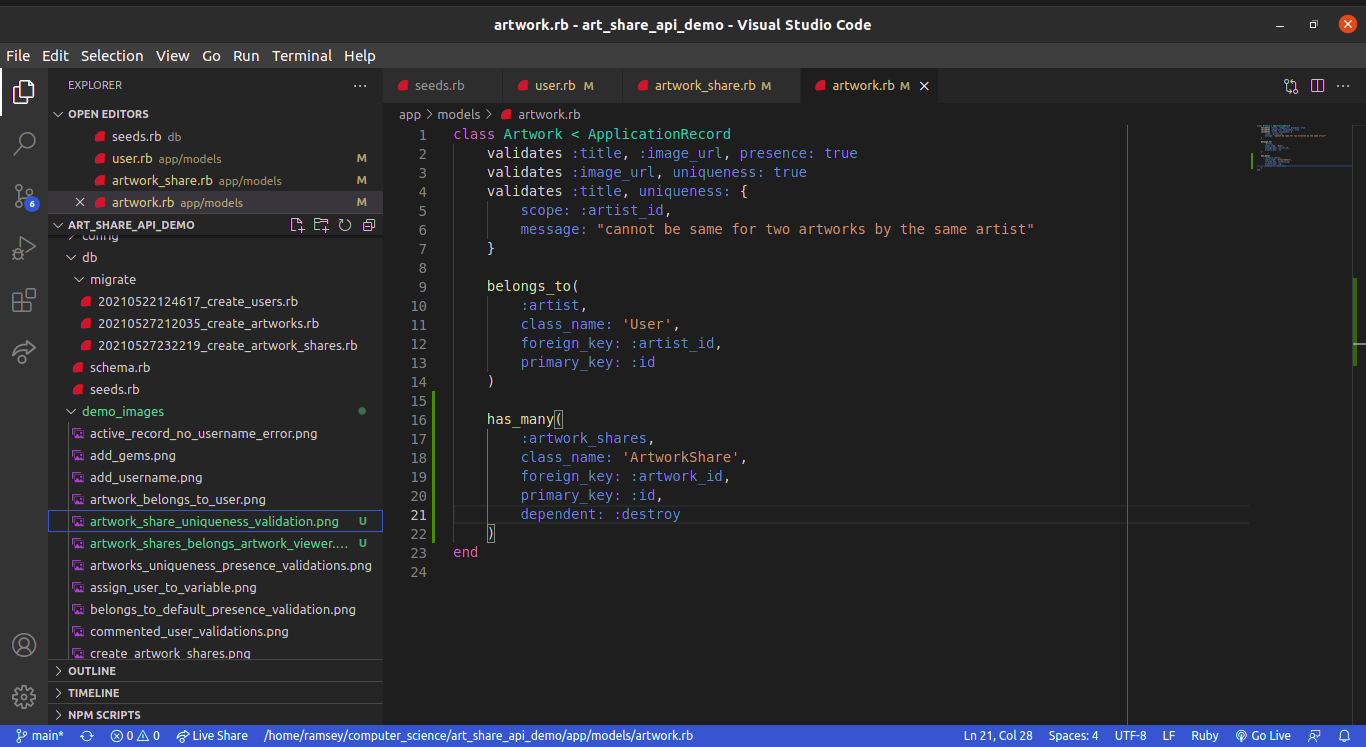 artwork.rb - art_share_api_demo - Visual Studio Code
File Edit Selection View Go Run Terminal Help
EXPLORER
OPEN EDITORS
seeds.rb db
user.rb app/models M
artwork_share.rb app/models M
artwork.rb app/models M
6
ART_SHARE_API_DEMO
config
db
migrate
20210522124617_create_users.rb
20210527212035_create_artworks.rb
20210527232219_create_artwork_shares.rb
schema.rb
seeds.rb
demo_images
active_record_no_username_error.png
add_gems.png
add_username.png
artwork_belongs_to_user.png
artwork_share_uniqueness_validation.png U
artwork_shares_belongs_artwork_viewer.... U
artworks_uniqueness_presence_validations.png
assign_user_to_variable.png
belongs_to_default_presence_validation.png
commented_user_validations.png
create_artwork_shares.png
OUTLINE
TIMELINE
NPM SCRIPTS
seeds.rb user.rb M artwork_share.rb M artwork.rb M
app > models > artwork.rb
1 class Artwork < ApplicationRecord
2 validates :title, :image_url, presence: true
3 validates :image_url, uniqueness: true
4 validates :title, uniqueness: {
5 scope: :artist_id,
6 message: "cannot be same for two artworks by the same artist"
7 }
8
9 belongs_to(
10 :artist,
11 class_name: 'User',
12 foreign_key: :artist_id,
13 primary_key: :id
14 )
15
16 has_many(
17 :artwork_shares,
18 class_name: 'ArtworkShare',
19 foreign_key: :artwork_id,
20 primary_key: :id,
21 dependent: :destroy
22 )
23 end
24
main* 0 0 Live Share /home/ramsey/computer_science/art_share_api_demo/app/models/artwork.rb Ln 21, Col 28 Spaces: 4 UTF-8 LF Ruby Go Live